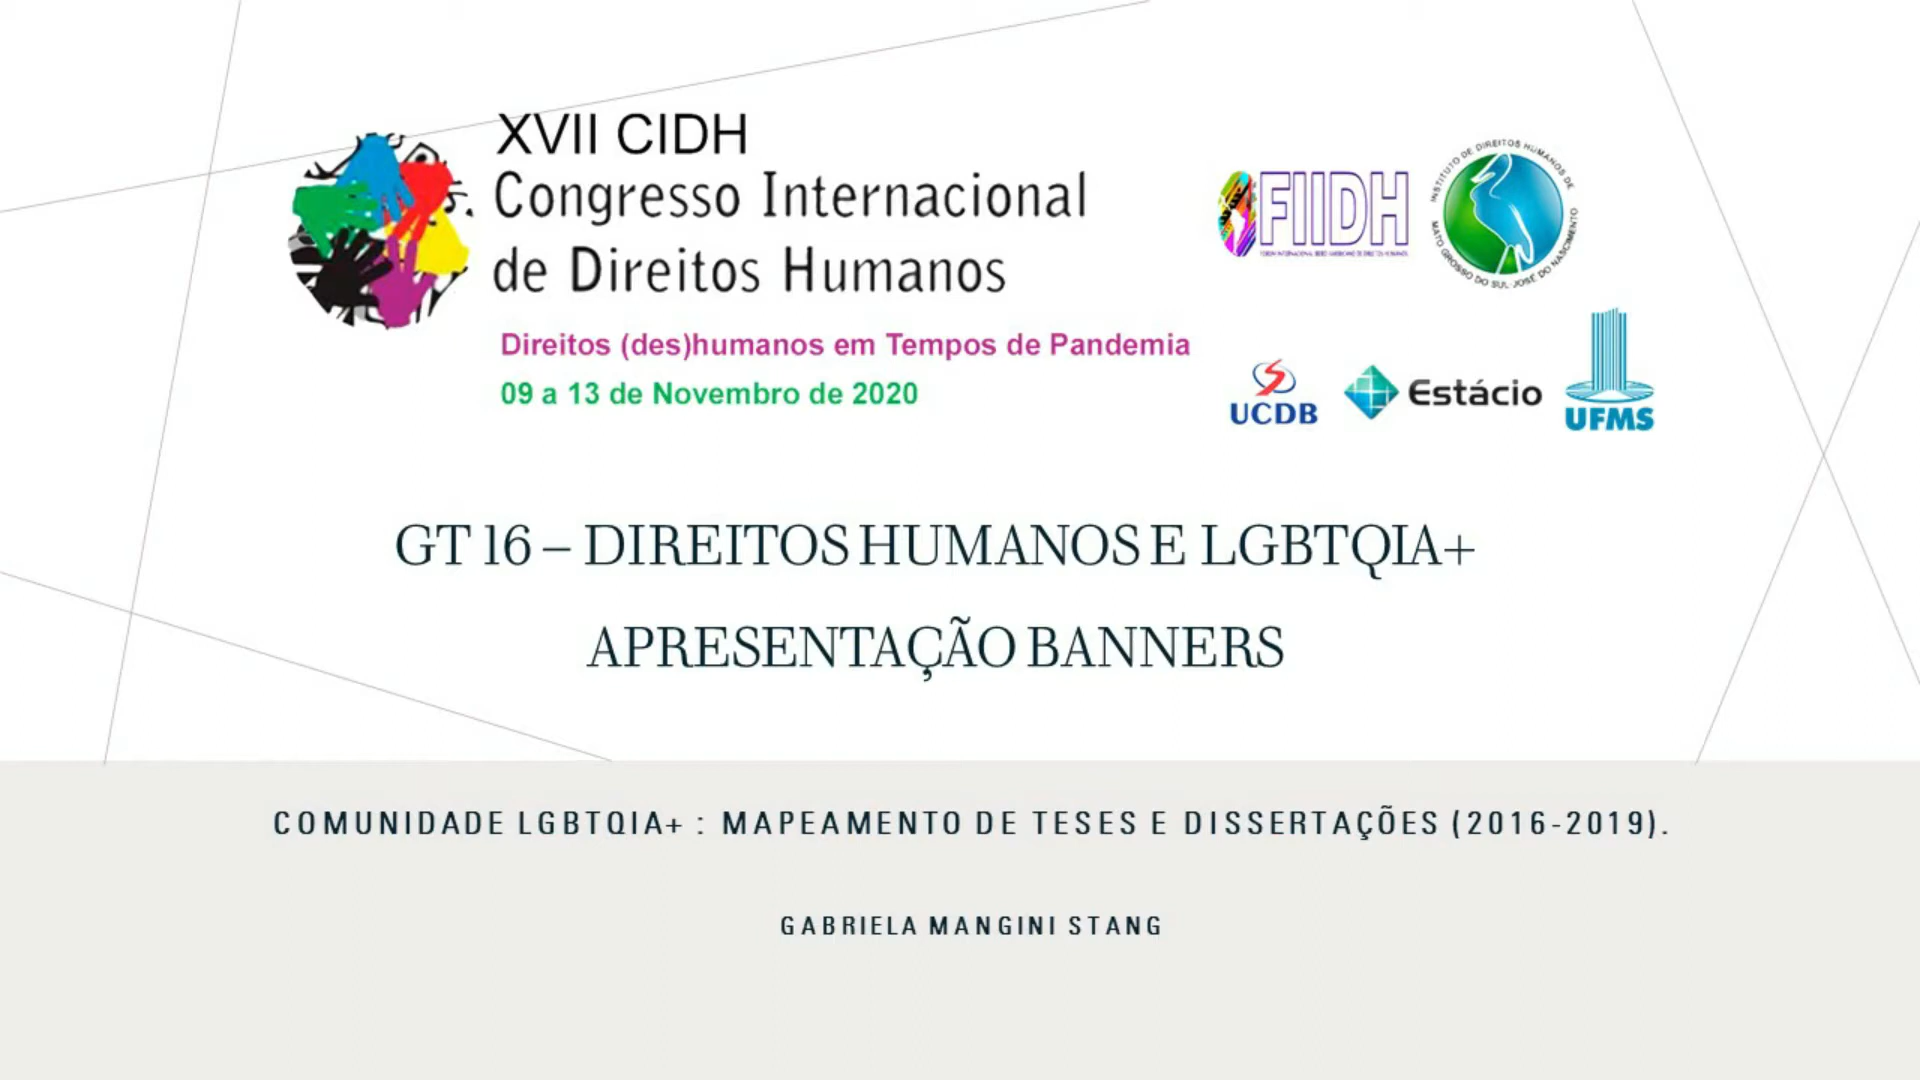 XVII CIDH
Congresso Internacional
de Direitos Humanos
Direitos (des)humanos em Tempos de Pandemia
09 a 13 de Novembro de 2020
FIIDH
INSTITUTO DE DIREITOS HUMANOS DE
MATO GROSSO DO SUL-JOSÉ DO NASCIMENTO
UCDB
Estácio
UFMS
GT 16 – DIREITOS HUMANOS E LGBTQIA+
APRESENTAÇÃO BANNERS
COMUNIDADE LGBTQIA+ : MAPEAMENTO DE TESES E DISSERTAÇÕES (2016-2019).
GABRIELA MANGINI STANG